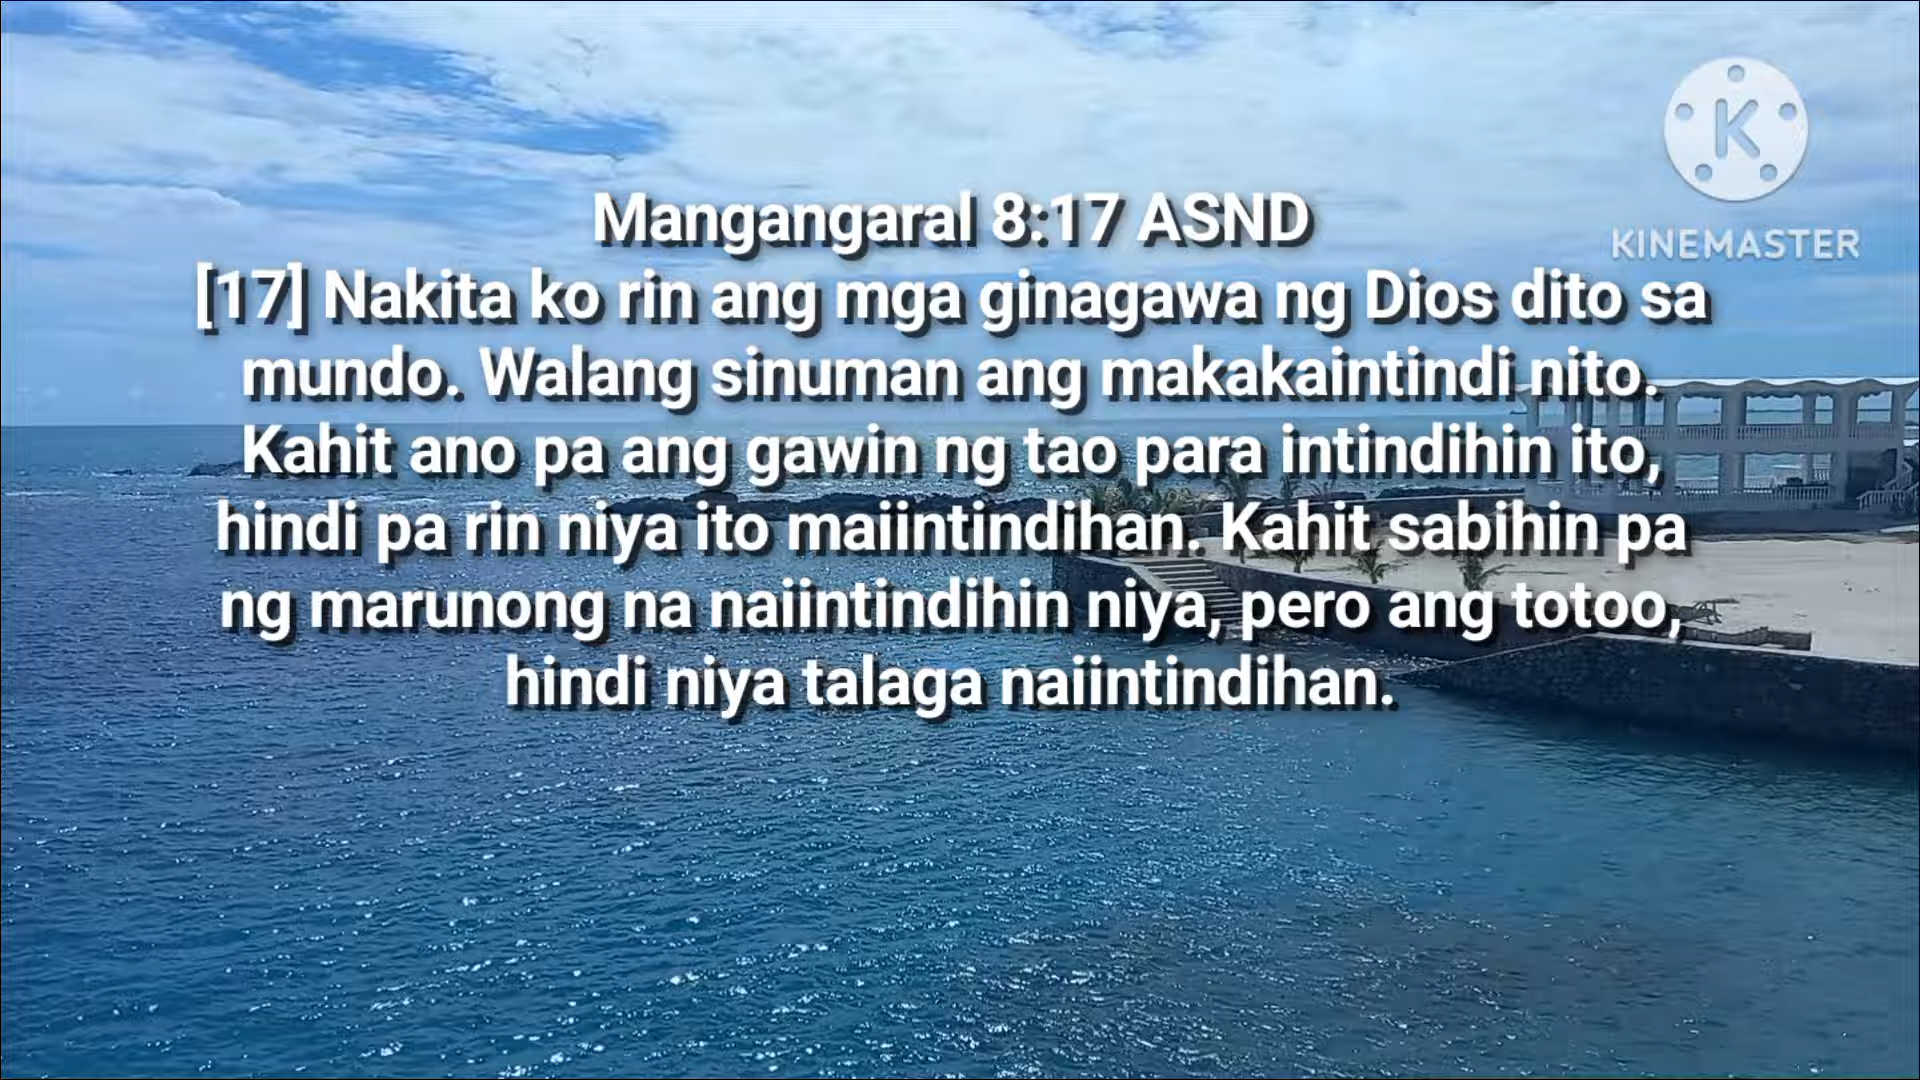 KINEMASTER
Mangangaral 8:17 ASND
[17] Nakita ko rin ang mga ginagawa ng Dios dito sa
mundo. Walang sinuman ang makakaintindi nito.
Kahit ano pa ang gawin ng tao para intindihin ito,
hindi pa rin niya ito maiintindihan. Kahit sabihin pa
ng marunong na naiintindihin niya, pero ang totoo,
hindi niya talaga naiintindihan.